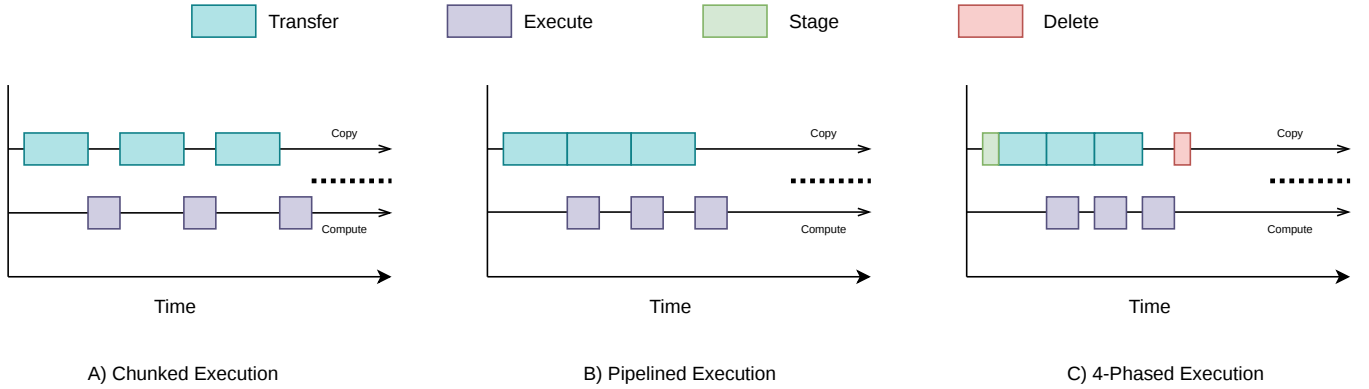 Transfer
Execute
Stage
Delete
Copy
Compute
Time
A) Chunked Execution
Copy
Compute
Time
B) Pipelined Execution
Copy
Compute
Time
C) 4-Phased Execution